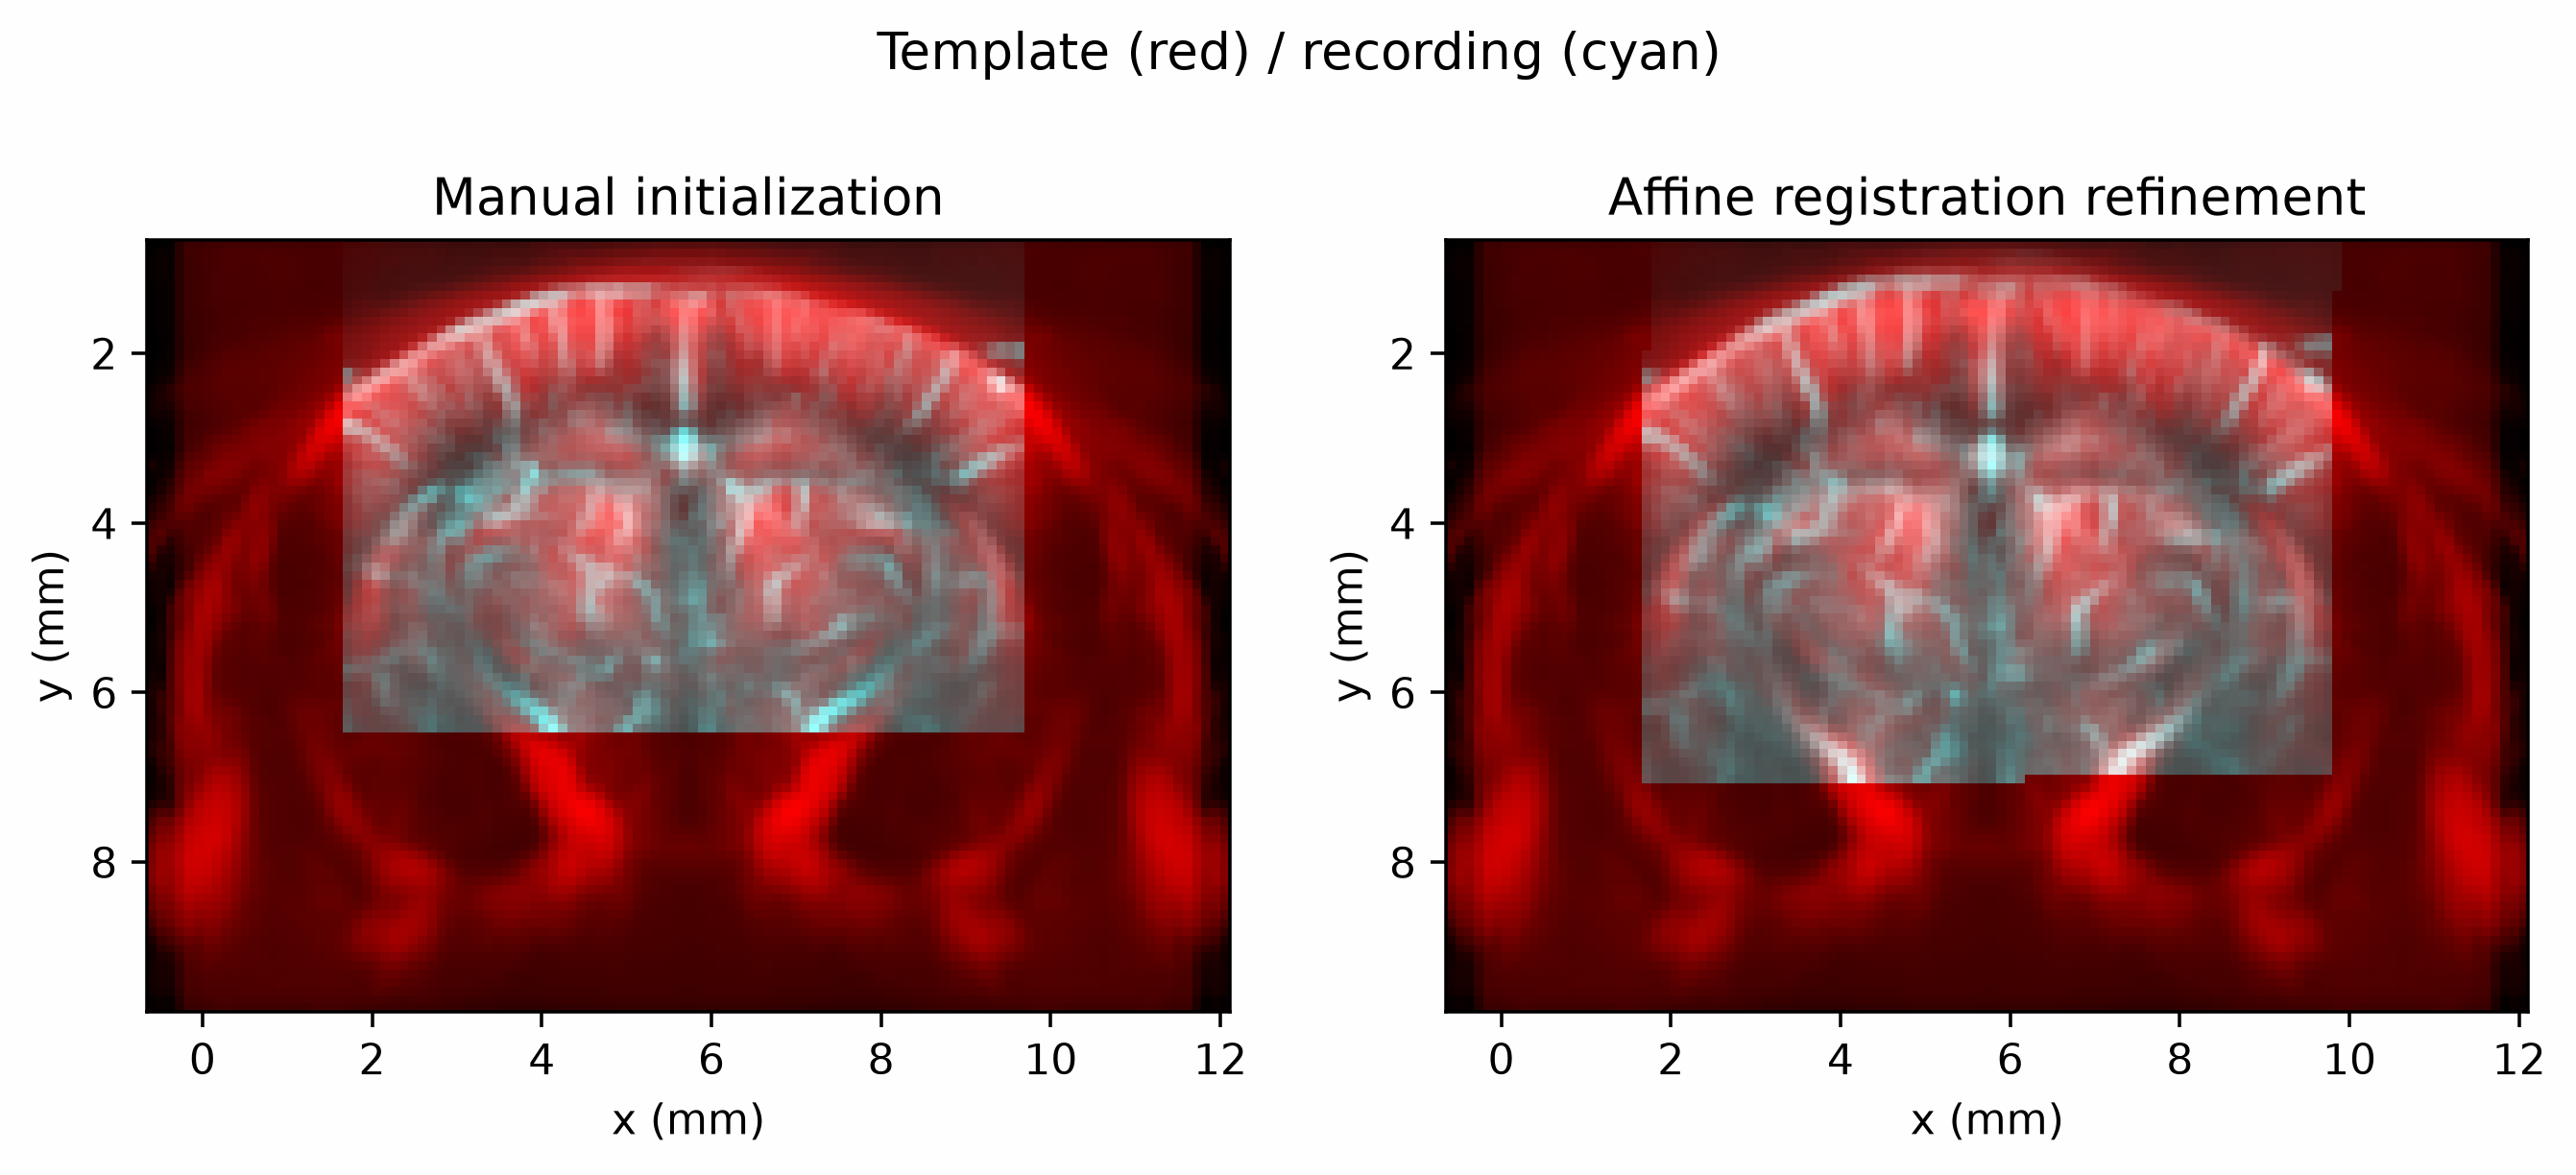 Template (red) / recording (cyan)
Manual initialization
Affine registration refinement
2
4
6
8
y (mm)
0 2 4 6 8 10 12
x (mm)
2
4
6
8
y (mm)
0 2 4 6 8 10 12
x (mm)